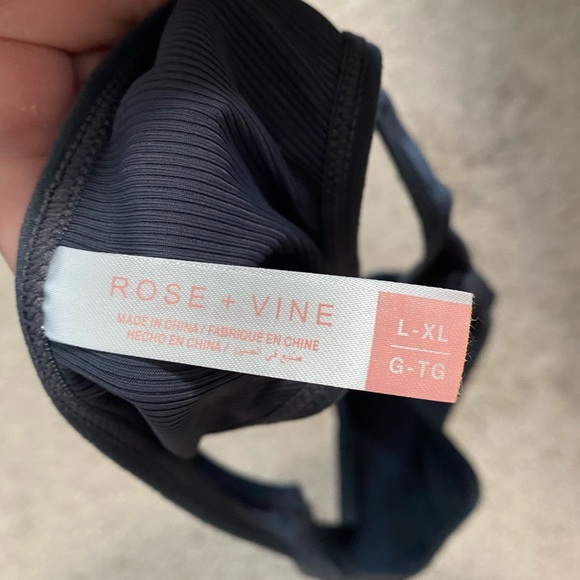 ROSE + VINE
MADE IN CHINA / FABRIQUE EN CHINE
HECHO EN CHINA / صنع في الصين
L-XL
G-TG